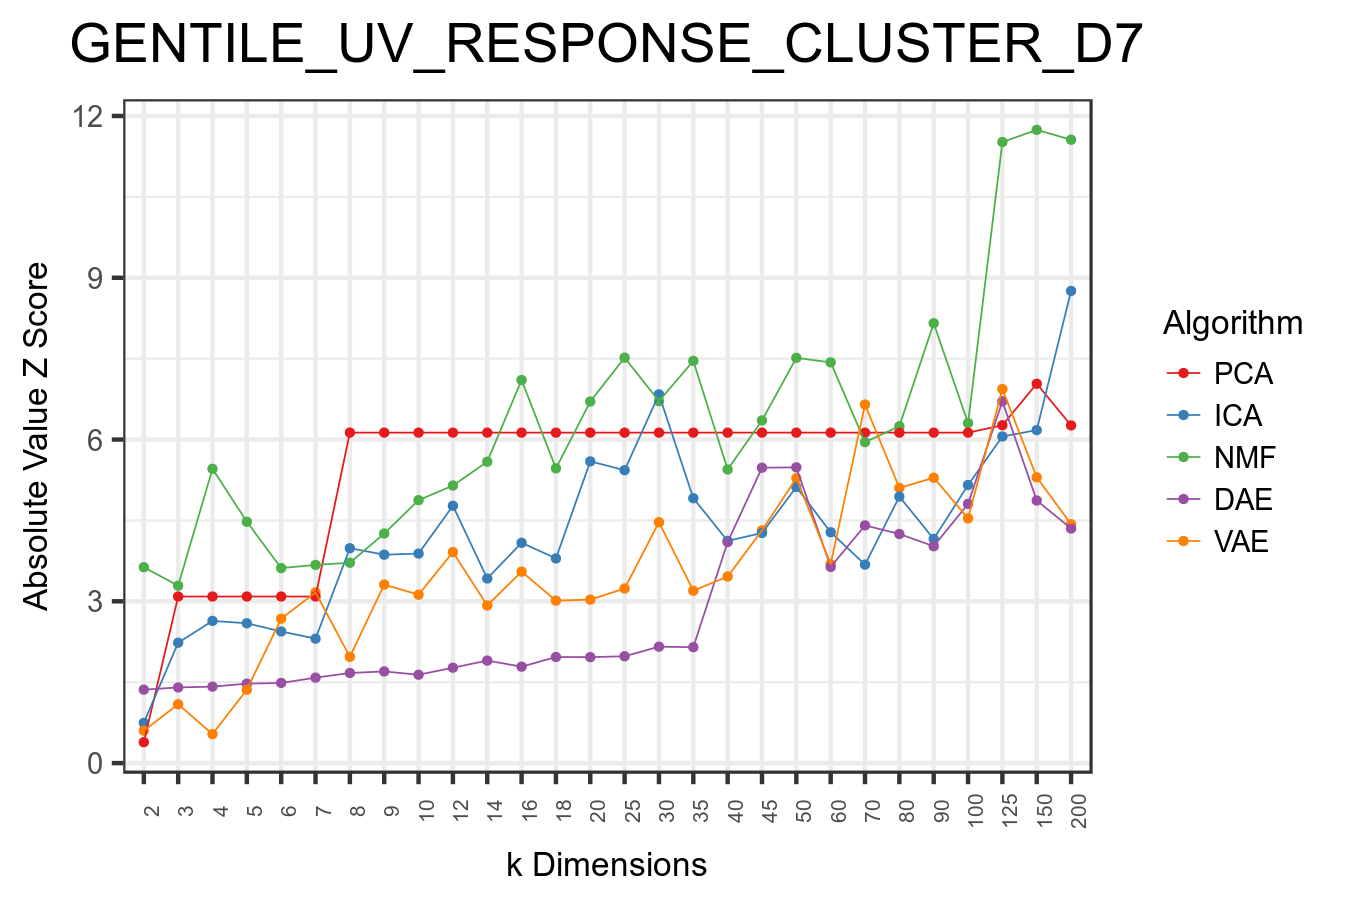 GENTILE_UV_RESPONSE_CLUSTER_D7
12
9
6
3
0
Absolute Value Z Score
2 3 4 5 6 7 8 9 10 12 14 16 18 20 25 30 35 40 45 50 60 70 80 90 100 125 150 200
k Dimensions
Algorithm
PCA
ICA
NMF
DAE
VAE